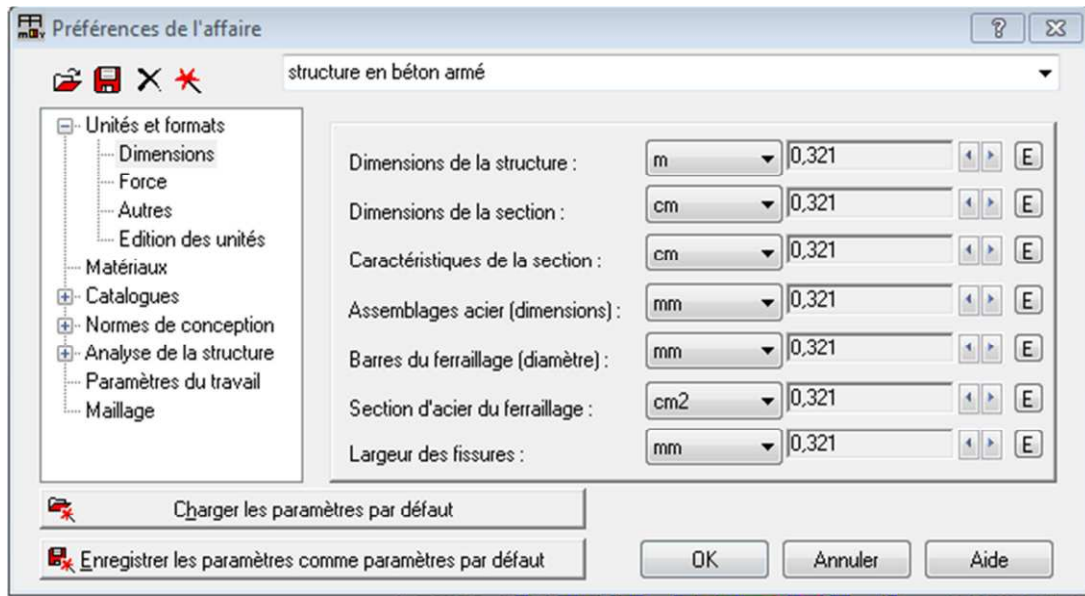 Préférences de l'affaire
structure en béton armé
Unités et formats
Dimensions
Force
Autres
Edition des unités
Matériaux
Catalogues
Normes de conception
Analyse de la structure
Paramètres du travail
Maillage
Dimensions de la structure : m 0,321 E
Dimensions de la section : cm 0,321 E
Caractéristiques de la section : cm 0,321 E
Assemblages acier (dimensions) : mm 0,321 E
Barres du ferraillage (diamètre) : mm 0,321 E
Section d'acier du ferraillage : cm2 0,321 E
Largeur des fissures : mm 0,321 E
Charger les paramètres par défaut
Enregistrer les paramètres comme paramètres par défaut
OK Annuler Aide